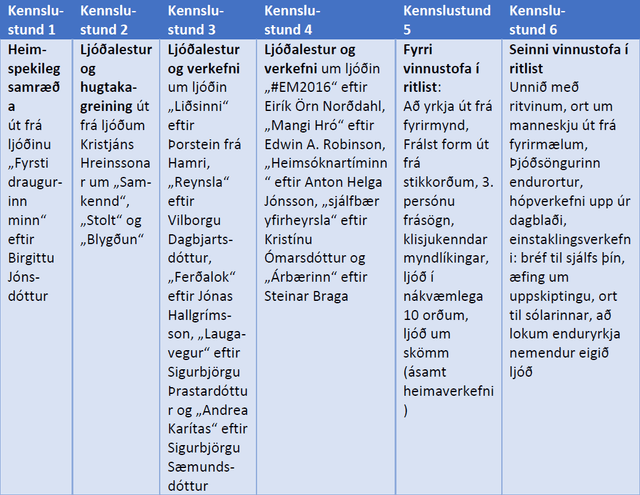 Kennslu-
stund 1
Kennslu-
stund 2
Kennslu-
stund 3
Kennslu-
stund 4
Kennslustund
5
Kennslu-
stund 6
Heim-
spekileg
samræð
a
út frá
ljóðinu
„Fyrsti
draugur-
inn
minn“
eftir
Birgittu
Jóns-
dóttur
Ljóðalestur
og
hugtaka-
greining út
frá ljóðum
Kristjáns
Hreinssona
r um „Sam-
kennd“,
„Stolt“ og
„Blygðun“
Ljóðalestur
og verkefni
um ljóðin
„Liðsinni“
eftir
Þorstein frá
Hamri,
„Reynsla“
eftir
Vilborgu
Dagbjarts-
dóttur,
„Ferðalok“
eftir Jónas
Hallgríms-
son, „Lauga-
vegur“ eftir
Sigurbjörgu
Þrastardóttu
r og „Andrea
Karítas“ eftir
Sigurbjörgu
Sæmunds-
dóttur
Ljóðalestur og
verkefni um ljóðin
„#EM2016“ eftir
Eirík Örn Norðdahl,
„Mangi Hró“ eftir
Edwin A. Robinson,
„Heimsóknartíminn
“ eftir Anton Helga
Jónsson, „sjálfbær
yfirheyrsla“ eftir
Kristínu
Ómarsdóttur og
„Árbærinn“ eftir
Steinar Braga
Fyrri
vinnustofa í
ritlist:
Að yrkja út frá
fyrirmynd,
Frálst form út
frá
stikkorðum, 3.
persónu
frásögn,
klisjukenndar
myndlíkingar,
ljóð í
nákvæmlega
10 orðum,
ljóð um
skömm
(ásamt
heimaverkefni
)
Seinni vinnustofa í
ritlist
Unnið með
ritvinum, ort um
manneskju út frá
fyrirmælum,
Þjóðsöngurinn
endurortur,
hópverkefni upp úr
dagblaði,
einstaklingsverkefn
i: bréf til sjálfs þín,
æfing um
uppskiptingu, ort
til sólarinnar, að
lokum enduryrkja
nemendur eigið
ljóð